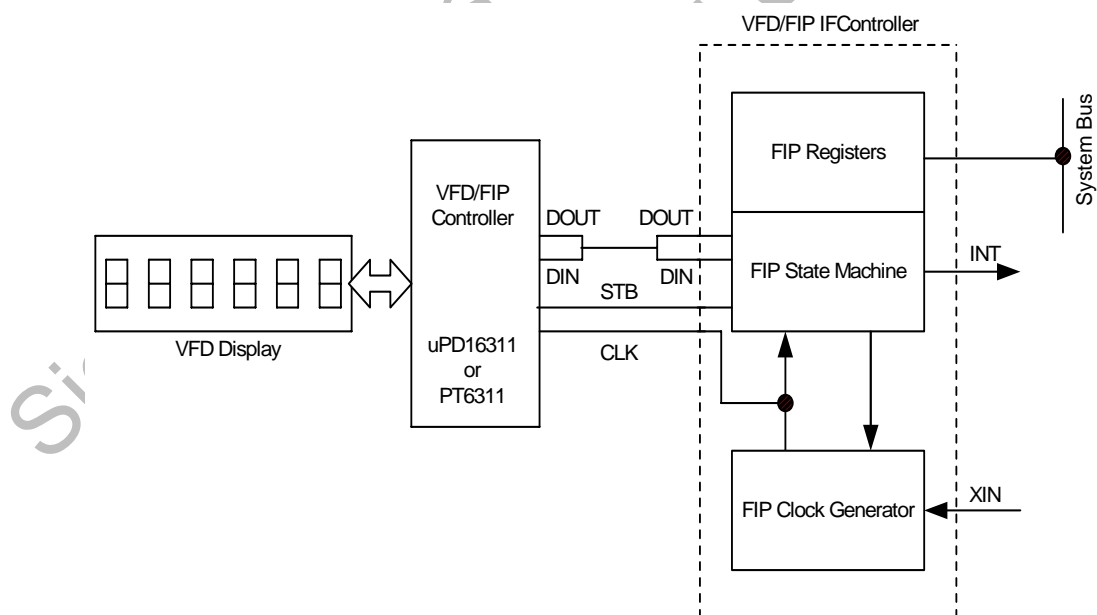 VFD/FIP IFController
FIP Registers
System Bus
VFD/FIP
Controller
DOUT
DOUT
DIN
DIN
FIP State Machine
INT
STB
VFD Display
uPD16311
or
PT6311
CLK
FIP Clock Generator
XIN